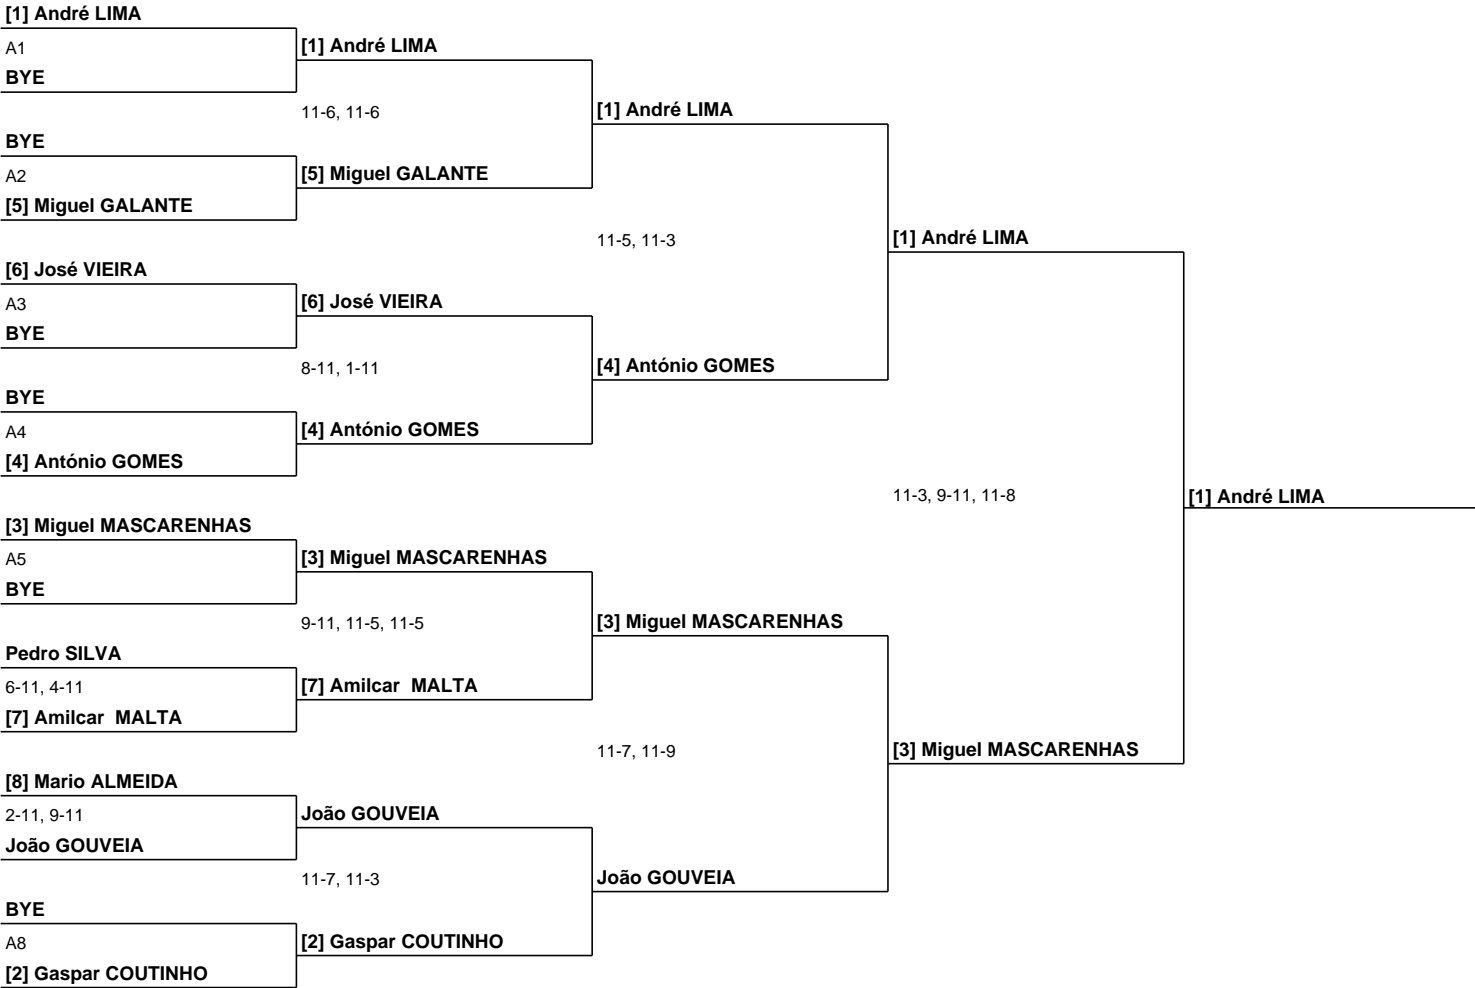 [1] André LIMA
A1
BYE
[1] André LIMA
11-6, 11-6
BYE
A2
[5] Miguel GALANTE
[5] Miguel GALANTE
[1] André LIMA
11-5, 11-3
[6] José VIEIRA
A3
BYE
[6] José VIEIRA
8-11, 1-11
BYE
A4
[4] António GOMES
[4] António GOMES
[4] António GOMES
[1] André LIMA
11-3, 9-11, 11-8
[1] André LIMA
[3] Miguel MASCARENHAS
A5
BYE
[3] Miguel MASCARENHAS
9-11, 11-5, 11-5
Pedro SILVA
6-11, 4-11
[7] Amilcar  MALTA
[7] Amilcar  MALTA
[3] Miguel MASCARENHAS
11-7, 11-9
[3] Miguel MASCARENHAS
[8] Mario ALMEIDA
2-11, 9-11
João GOUVEIA
João GOUVEIA
11-7, 11-3
João GOUVEIA
BYE
A8
[2] Gaspar COUTINHO
[2] Gaspar COUTINHO